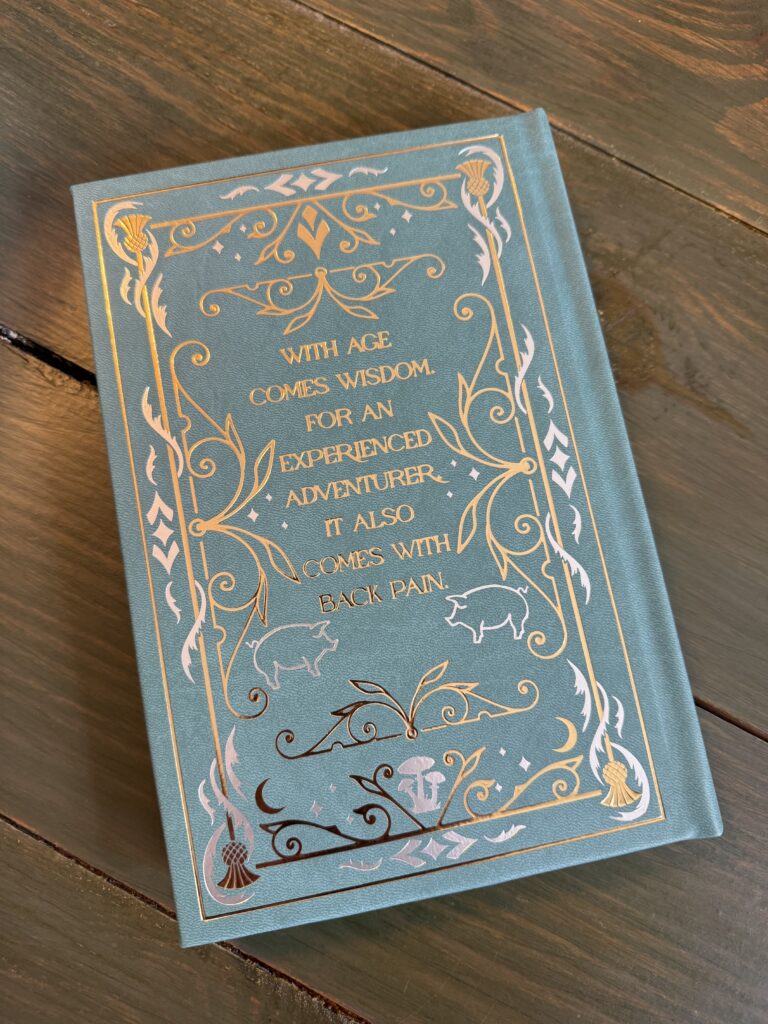 WITH AGE
COMES WISDOM.
FOR AN
EXPERIENCED
ADVENTURER,
IT ALSO
COMES WITH
BACK PAIN.